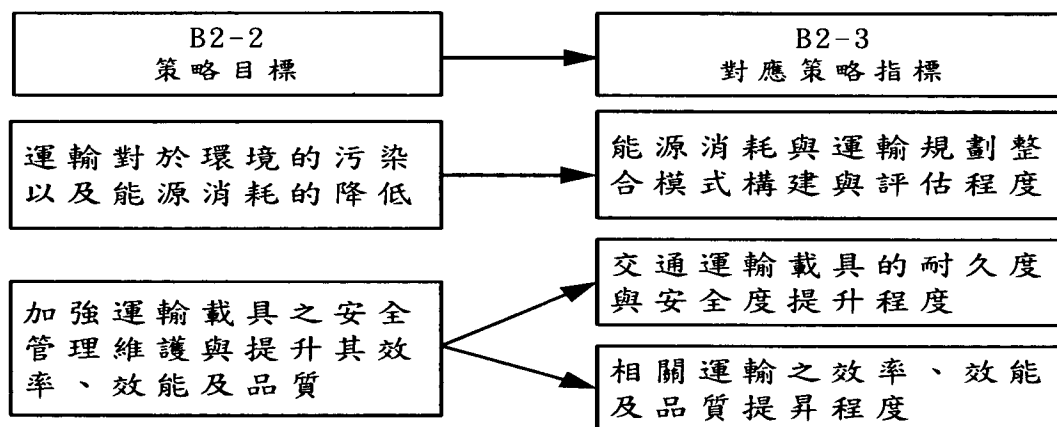 B2-2
策略目標
B2-3
對應策略指標
運輸對於環境的污染
以及能源消耗的降低
能源消耗與運輸規劃整
合模式構建與評估程度
加強運輸載具之安全
管理維護與提升其效
率、效能及品質
交通運輸載具的耐久度
與安全度提升程度
相關運輸之效率、效能
及品質提昇程度